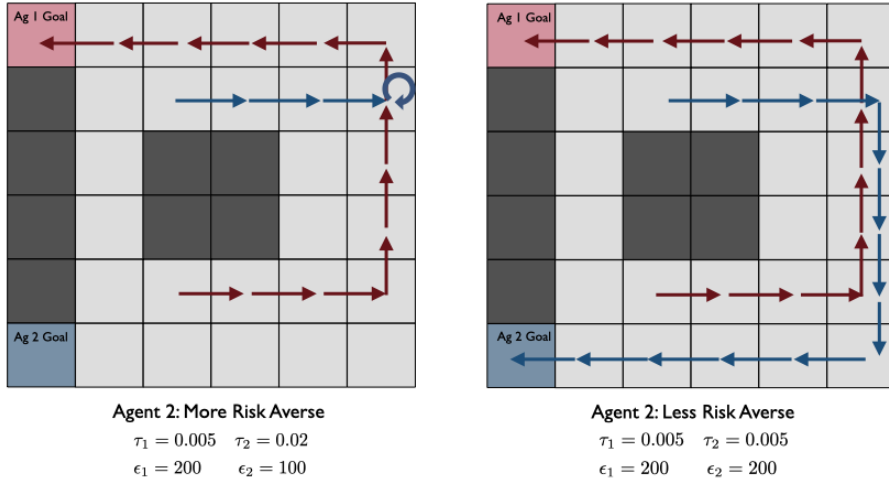 Ag 1 Goal
Ag 2 Goal
Agent 2: More Risk Averse
τ₁ = 0.005 τ₂ = 0.02
ϵ₁ = 200 ϵ₂ = 100
Ag 1 Goal
Ag 2 Goal
Agent 2: Less Risk Averse
τ₁ = 0.005 τ₂ = 0.005
ϵ₁ = 200 ϵ₂ = 200